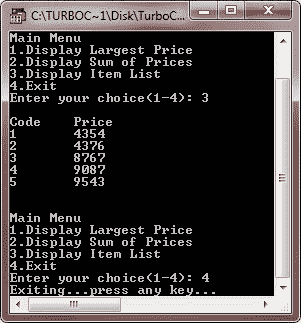 C:\TURBOC~1\Disk\TurboC...
Main Menu
1.Display Largest Price
2.Display Sum of Prices
3.Display Item List
4.Exit
Enter your choice(1-4): 3
Code Price
1 4354
2 4376
3 8767
4 9087
5 9543
Main Menu
1.Display Largest Price
2.Display Sum of Prices
3.Display Item List
4.Exit
Enter your choice(1-4): 4
Exiting...press any key...